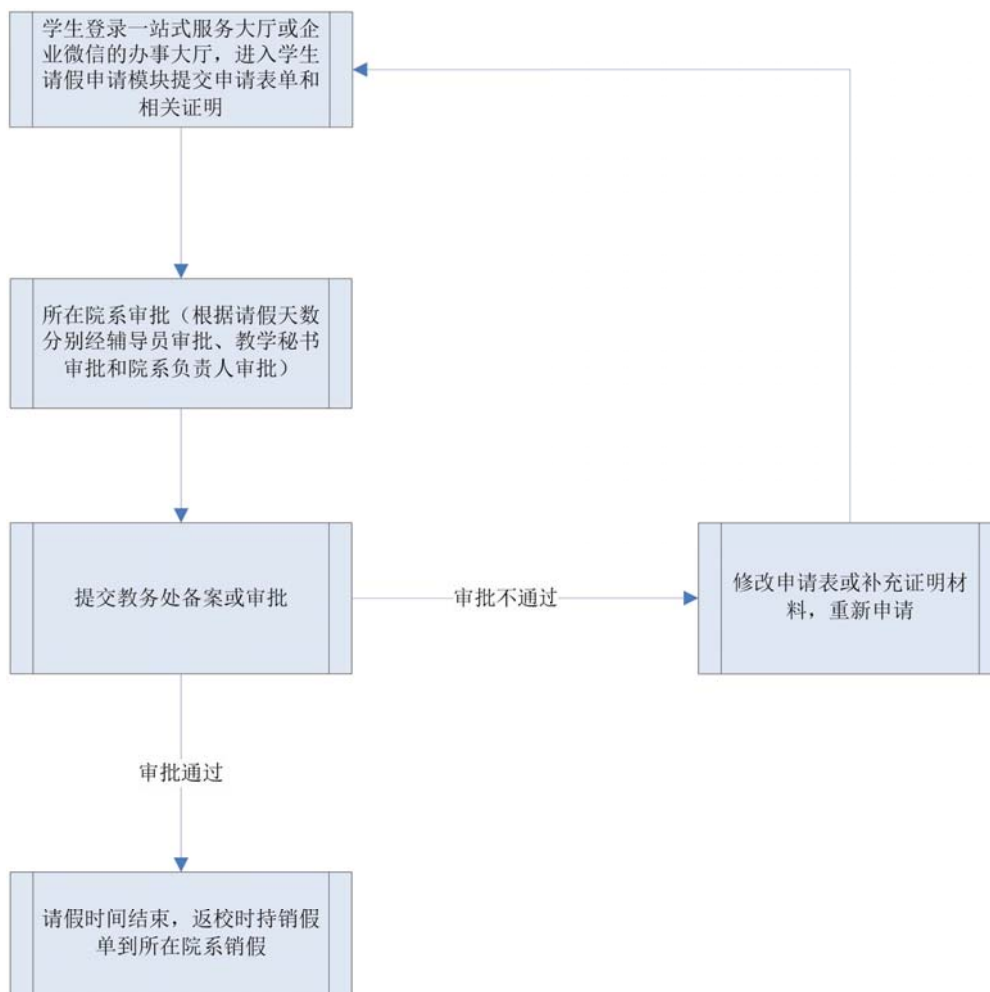 学生登录一站式服务大厅或企
业微信的办事大厅，进入学生
请假申请模块提交申请表单和
相关证明
所在院系审批（根据请假天数
分别经辅导员审批、教学秘书
审批和院系负责人审批）
提交教务处备案或审批
审批不通过
修改申请表或补充证明材
料，重新申请
审批通过
请假时间结束，返校时持销假
单到所在院系销假